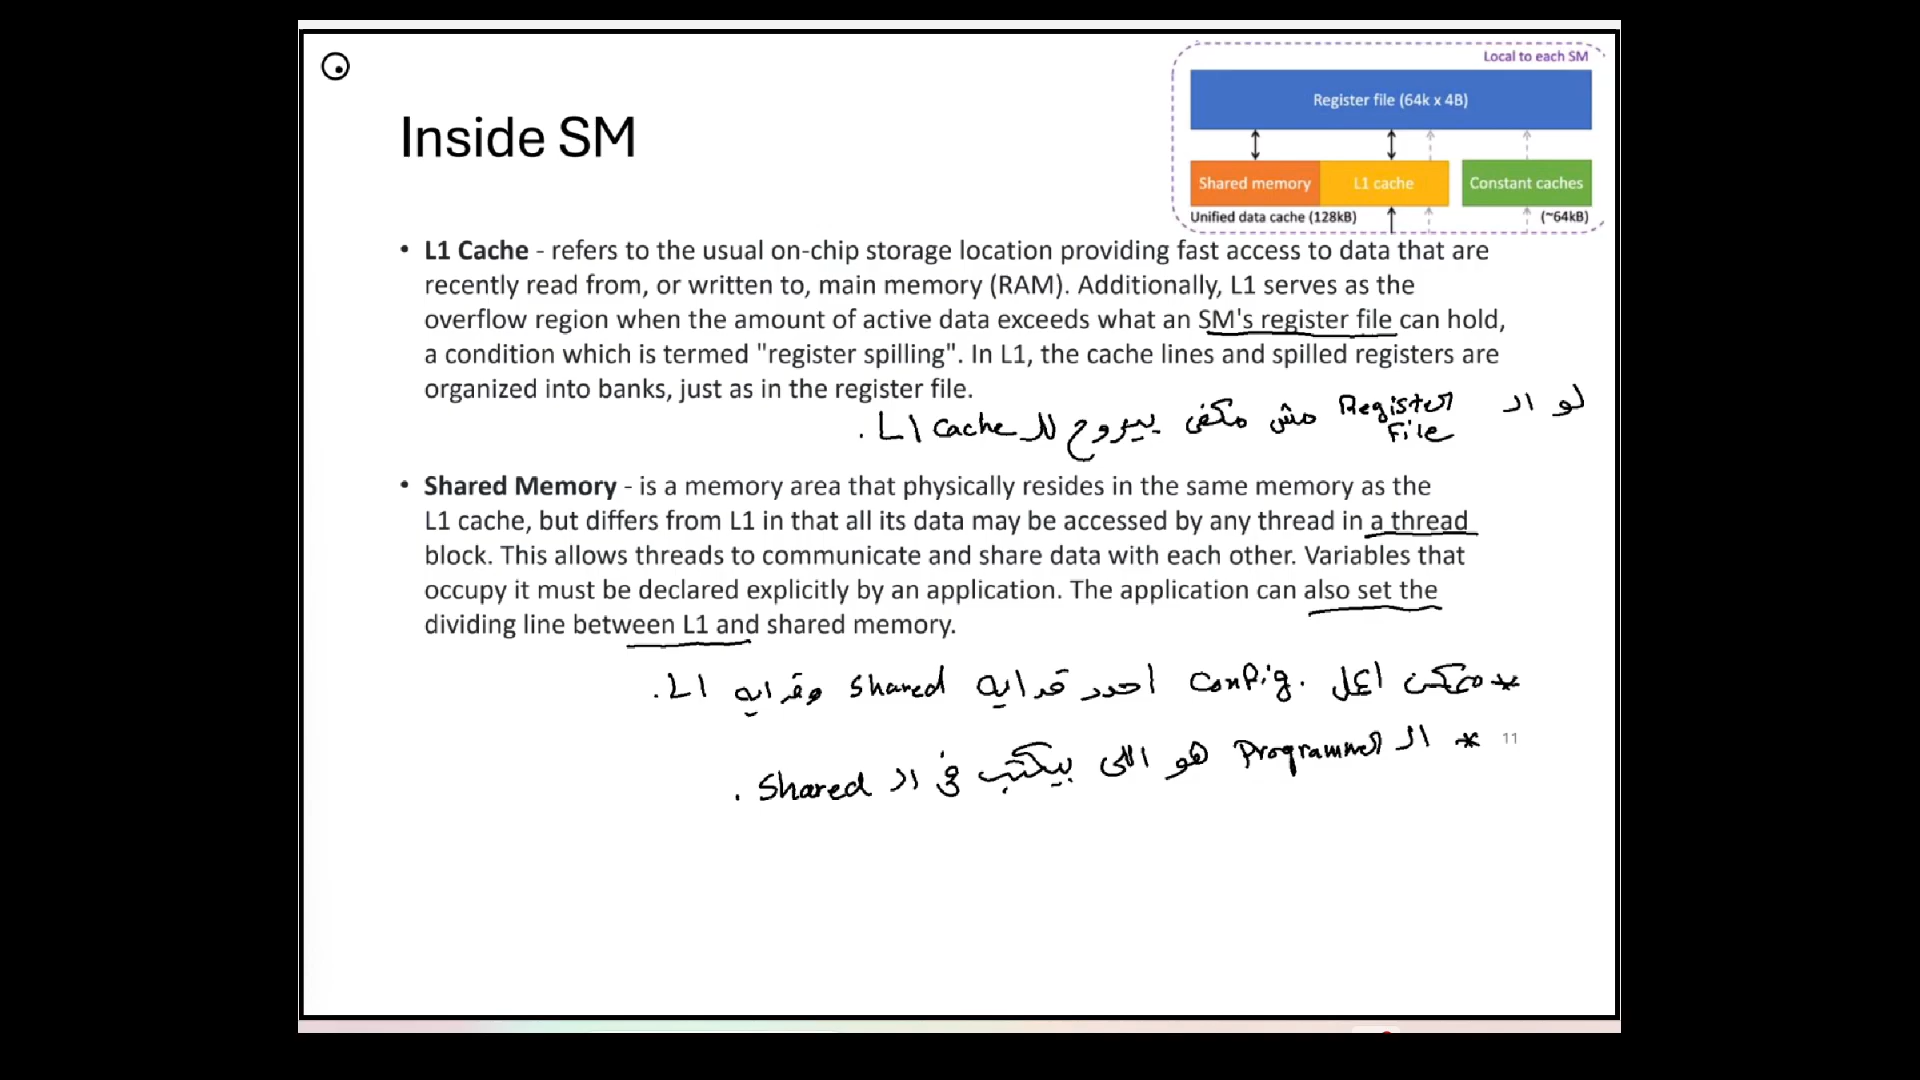 Local to each SM
Register file (64k x 4B)
Shared memory L1 cache Constant caches
Unified data cache (128kB) (~64kB)
Inside SM
• L1 Cache - refers to the usual on-chip storage location providing fast access to data that are
recently read from, or written to, main memory (RAM). Additionally, L1 serves as the
overflow region when the amount of active data exceeds what an SM's register file can hold,
a condition which is termed "register spilling". In L1, the cache lines and spilled registers are
organized into banks, just as in the register file.
لو ال Register File مش مكفى بيروح لل L1 cache.
• Shared Memory - is a memory area that physically resides in the same memory as the
L1 cache, but differs from L1 in that all its data may be accessed by any thread in a thread
block. This allows threads to communicate and share data with each other. Variables that
occupy it must be declared explicitly by an application. The application can also set the
dividing line between L1 and shared memory.
* ممكن اعمل config. احدد قد ايه shared وقد ايه L1.
* ال Programmer هو اللى بيكتب فى ال Shared.
11